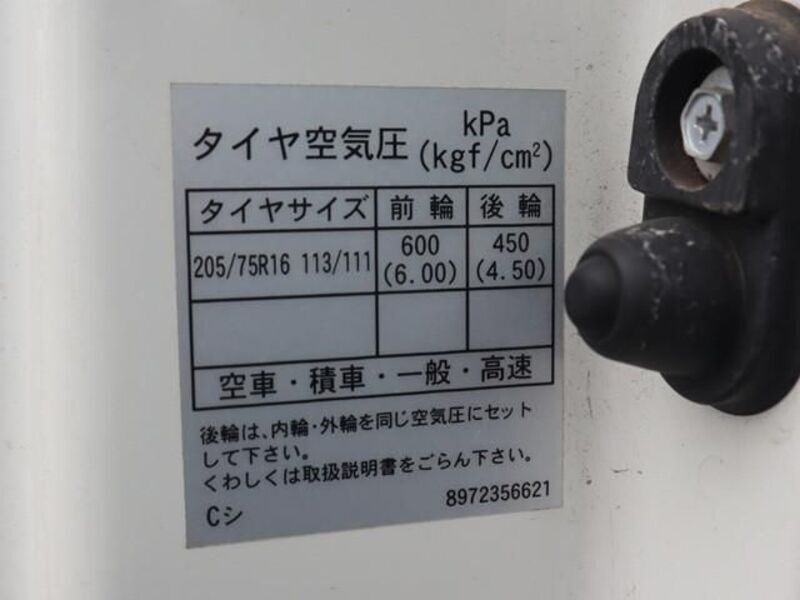 タイヤ空気圧 kPa
(kgf/cm²)
タイヤサイズ 前輪 後輪
205/75R16 113/111 600 450
(6.00) (4.50)
空車・積車・一般・高速
後輪は、内輪・外輪を同じ空気圧にセット
して下さい。
くわしくは取扱説明書をごらん下さい。
Cシ 8972356621